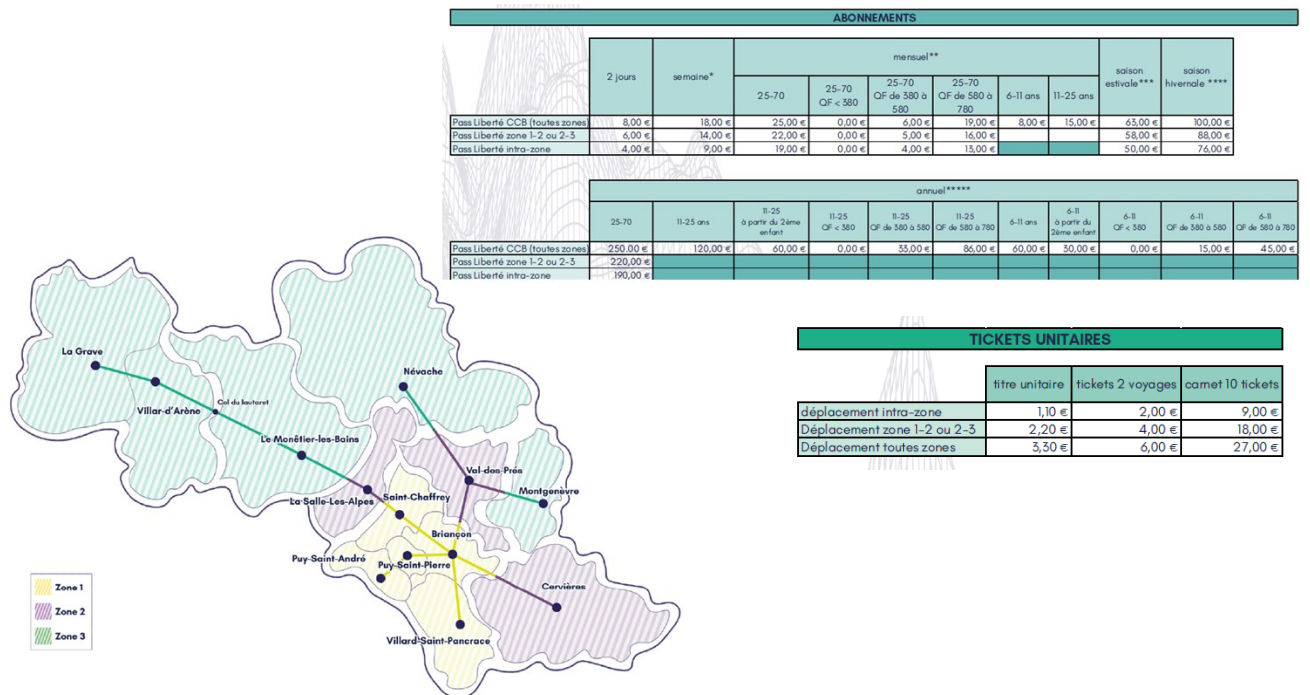 ABONNEMENTS
2 jours semaine* mensuel** saison estivale*** saison hivernale ****
25-70 25-70 QF < 380 25-70 QF de 380 à 580 25-70 QF de 580 à 780 6-11 ans 11-25 ans
Pass Liberté CCB (toutes zones) 8,00 € 18,00 € 25,00 € 0,00 € 6,00 € 19,00 € 8,00 € 15,00 € 63,00 € 100,00 €
Pass Liberté zone 1-2 ou 2-3 6,00 € 14,00 € 22,00 € 0,00 € 5,00 € 16,00 € 58,00 € 88,00 €
Pass Liberté intra-zone 4,00 € 9,00 € 19,00 € 0,00 € 4,00 € 13,00 € 50,00 € 76,00 €
annuel*****
25-70 11-25 ans 11-25 à partir du 2ème enfant 11-25 QF < 380 11-25 QF de 380 à 580 11-25 QF de 580 à 780 6-11 ans 6-11 à partir du 2ème enfant 6-11 QF < 380 6-11 QF de 380 à 580 6-11 QF de 580 à 780
Pass Liberté CCB (toutes zones) 250,00 € 120,00 € 60,00 € 0,00 € 33,00 € 86,00 € 60,00 € 30,00 € 0,00 € 15,00 € 45,00 €
Pass Liberté zone 1-2 ou 2-3 220,00 €
Pass Liberté intra-zone 190,00 €
TICKETS UNITAIRES
titre unitaire tickets 2 voyages carnet 10 tickets
déplacement intra-zone 1,10 € 2,00 € 9,00 €
Déplacement zone 1-2 ou 2-3 2,20 € 4,00 € 18,00 €
Déplacement toutes zones 3,30 € 6,00 € 27,00 €
La Grave
Villar-d'Arène
Col du lautaret
Le Monêtier-les-Bains
Névache
Val-des-Prés
Montgenèvre
La Salle-Les-Alpes
Saint-Chaffrey
Briançon
Puy-Saint-André
Puy-Saint-Pierre
Cervières
Villard-Saint-Pancrace
Zone 1
Zone 2
Zone 3